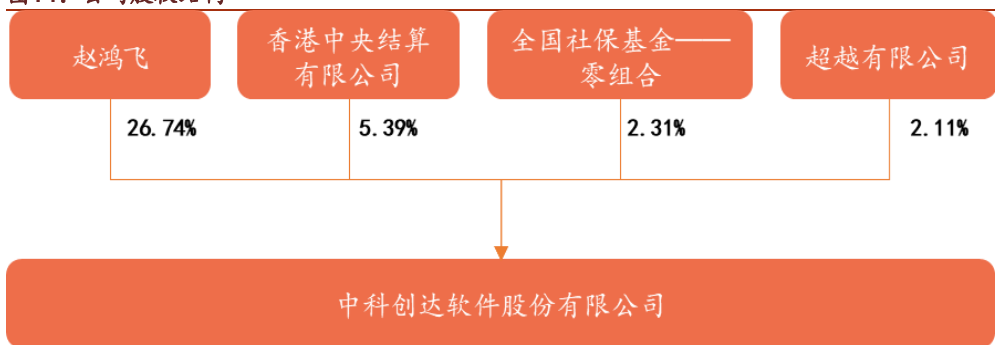 赵鸿飞
香港中央结算
有限公司
全国社保基金——
零组合
超越有限公司
26.74%
5.39%
2.31%
2.11%
中科创达软件股份有限公司